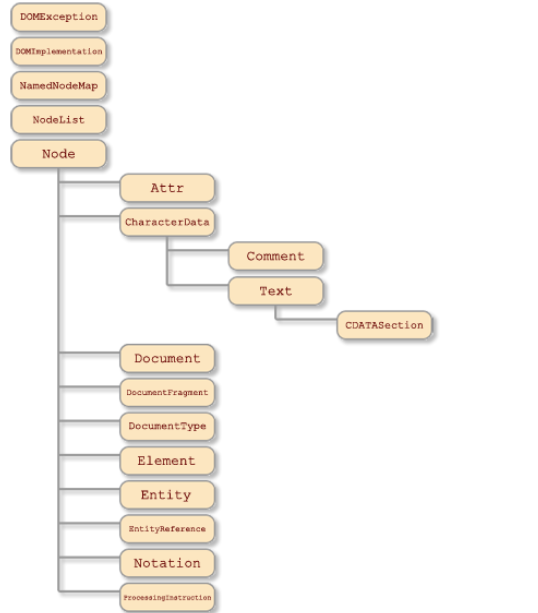 DOMException
DOMImplementation
NamedNodeMap
NodeList
Node
Attr
CharacterData
Comment
Text
CDATASection
Document
DocumentFragment
DocumentType
Element
Entity
EntityReference
Notation
ProcessingInstruction